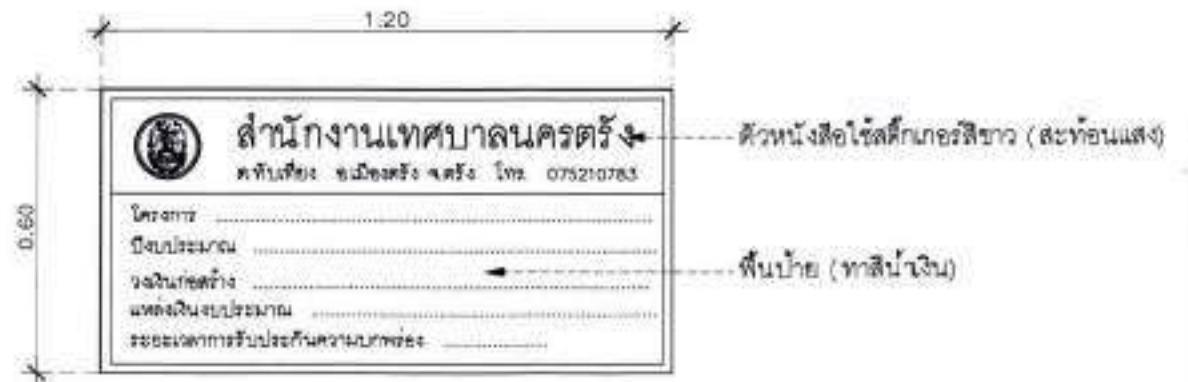 1.20
0.60
สำนักงานเทศบาลนครตรัง
ต.ทับเที่ยง อ.เมืองตรัง จ.ตรัง โทร. 075210783
โครงการ
ปีงบประมาณ
วงเงินก่อสร้าง
แหล่งเงินงบประมาณ
ระยะเวลาการรับประกันความบกพร่อง
ตัวหนังสือใช้สติ๊กเกอร์สีขาว (สะท้อนแสง)
พื้นป้าย (ทาสีน้ำเงิน)